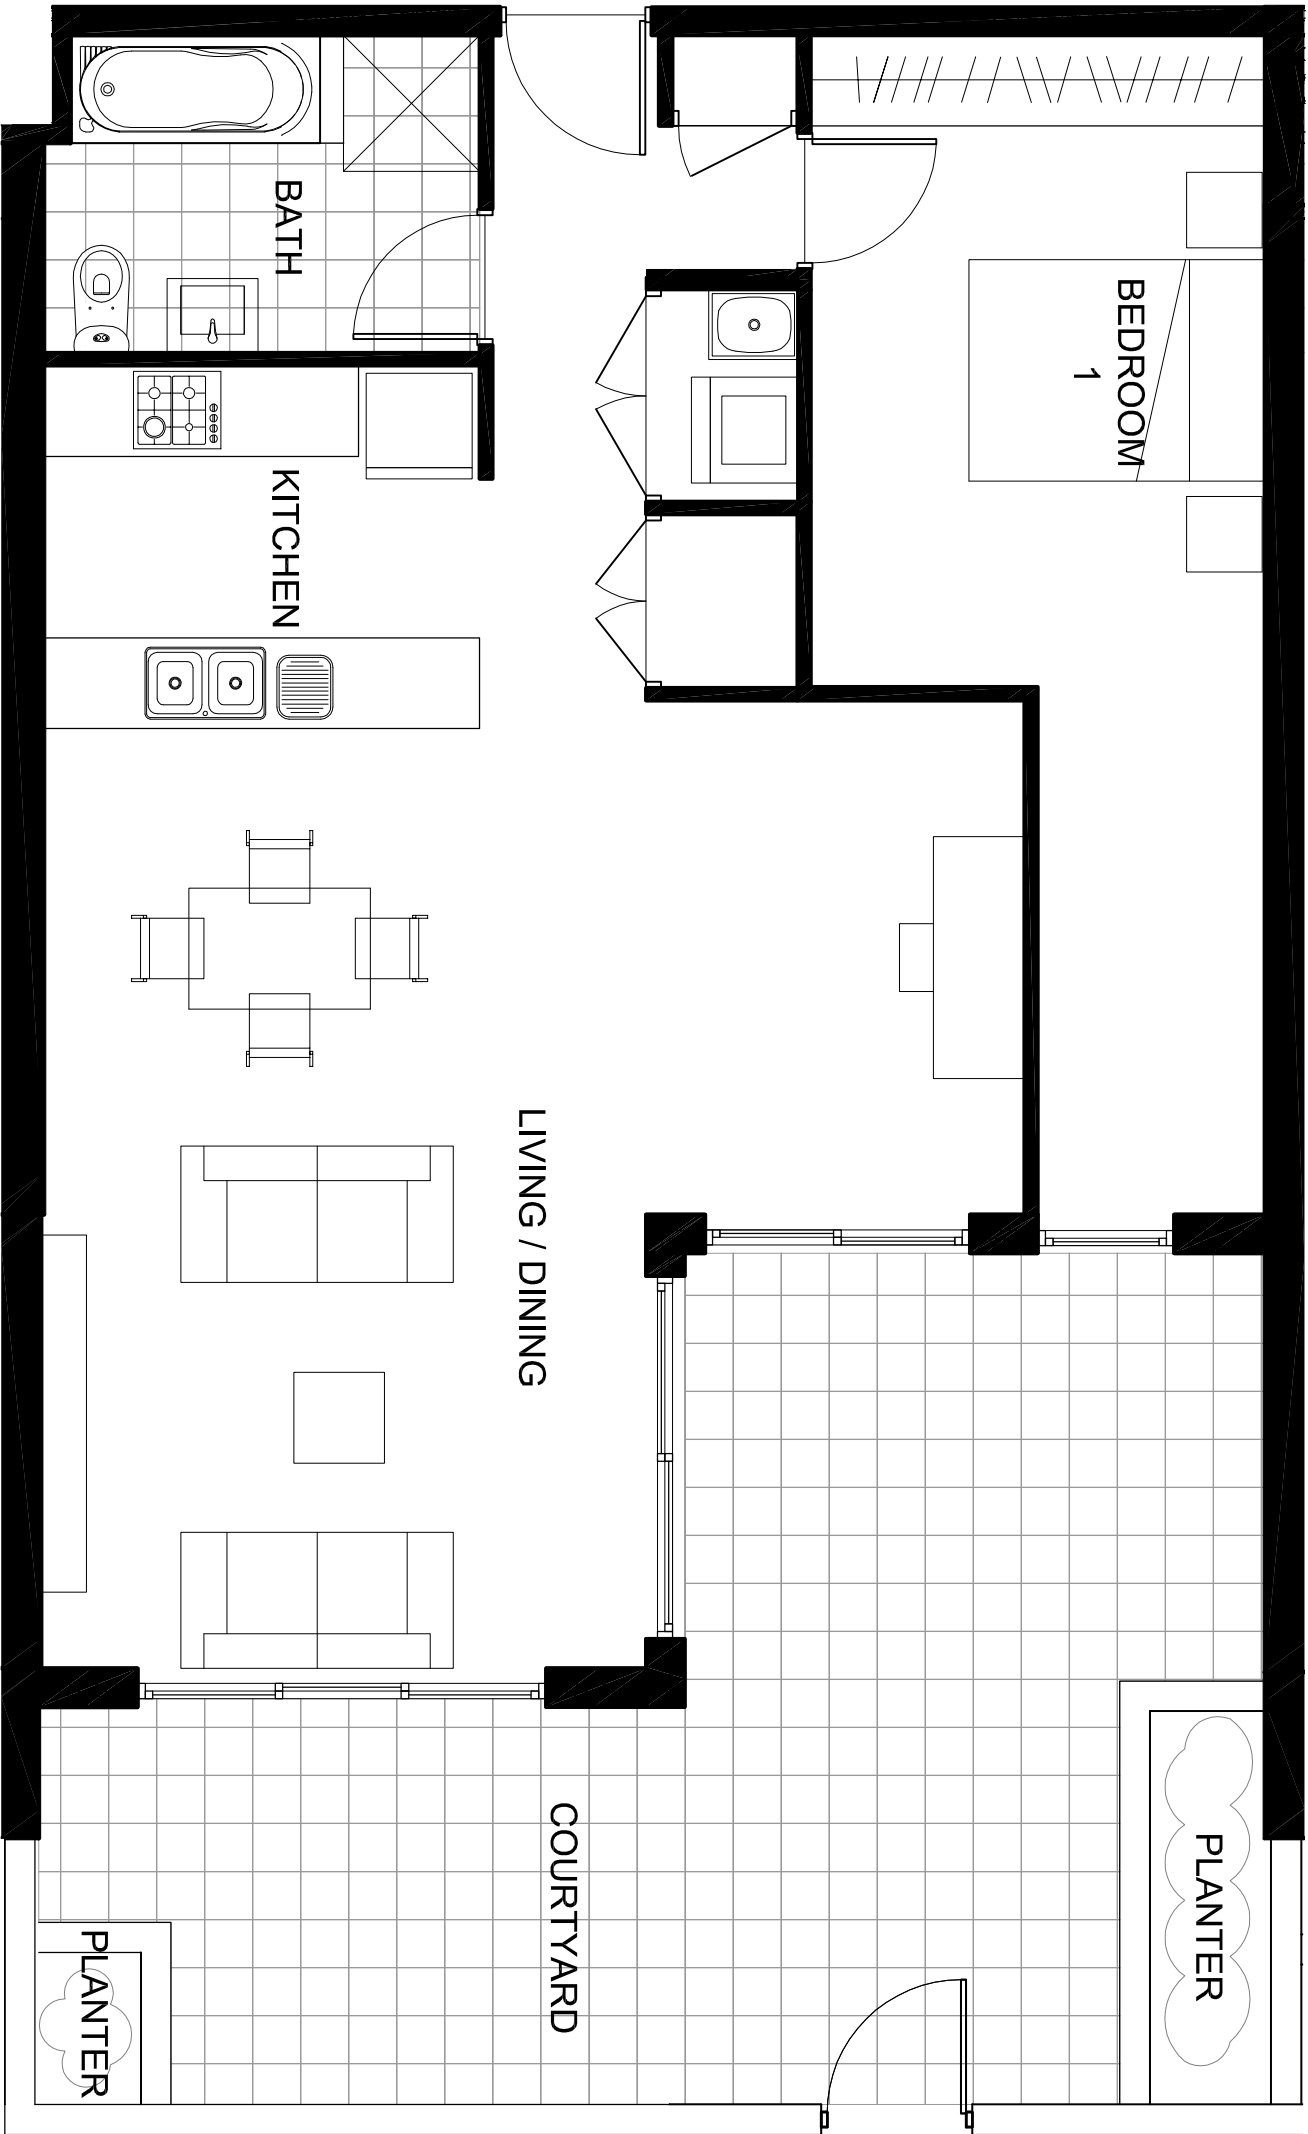 BATH
BEDROOM
1
KITCHEN
LIVING / DINING
COURTYARD
PLANTER
PLANTER